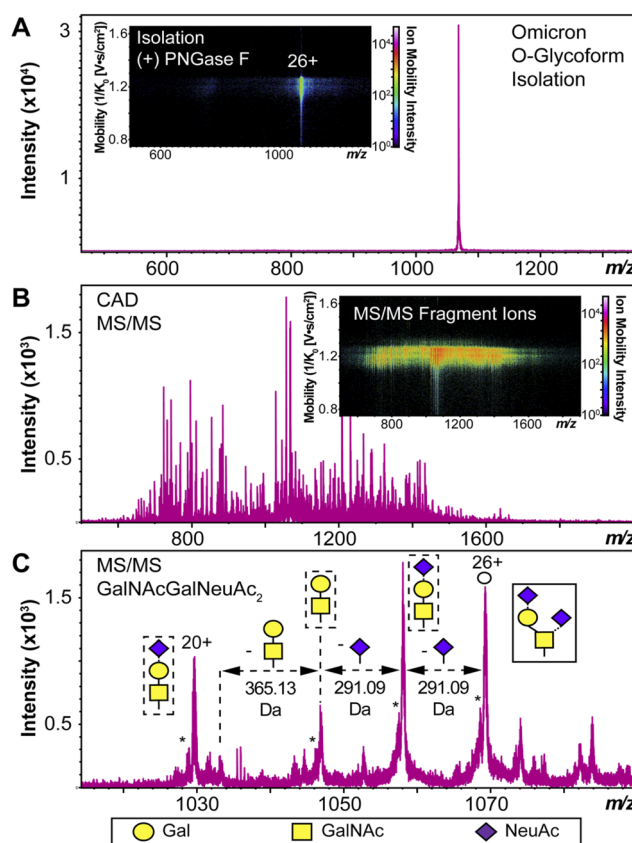 A
Intensity (x10⁴)
3
1
Isolation
(+) PNGase F
26+
Mobility (1/K₀ [V•s/cm²])
1.6
1.2
0.8
600
1000
m/z
10⁴
10²
10⁰
Ion Mobility Intensity
Omicron
O-Glycoform
Isolation
600
800
1000
1200
m/z
B
Intensity (x10³)
1.5
0.5
CAD
MS/MS
MS/MS Fragment Ions
Mobility (1/K₀ [V•s/cm²])
1.6
1.2
0.8
800
1200
1600
m/z
10⁴
10²
10⁰
Ion Mobility Intensity
800
1200
1600
m/z
C
Intensity (x10³)
1.5
0.5
MS/MS
GalNAcGalNeuAc₂
20+
26+
-
-
-
365.13
Da
291.09
Da
291.09
Da
*
*
*
*
1030
1050
1070
m/z
Gal
GalNAc
NeuAc